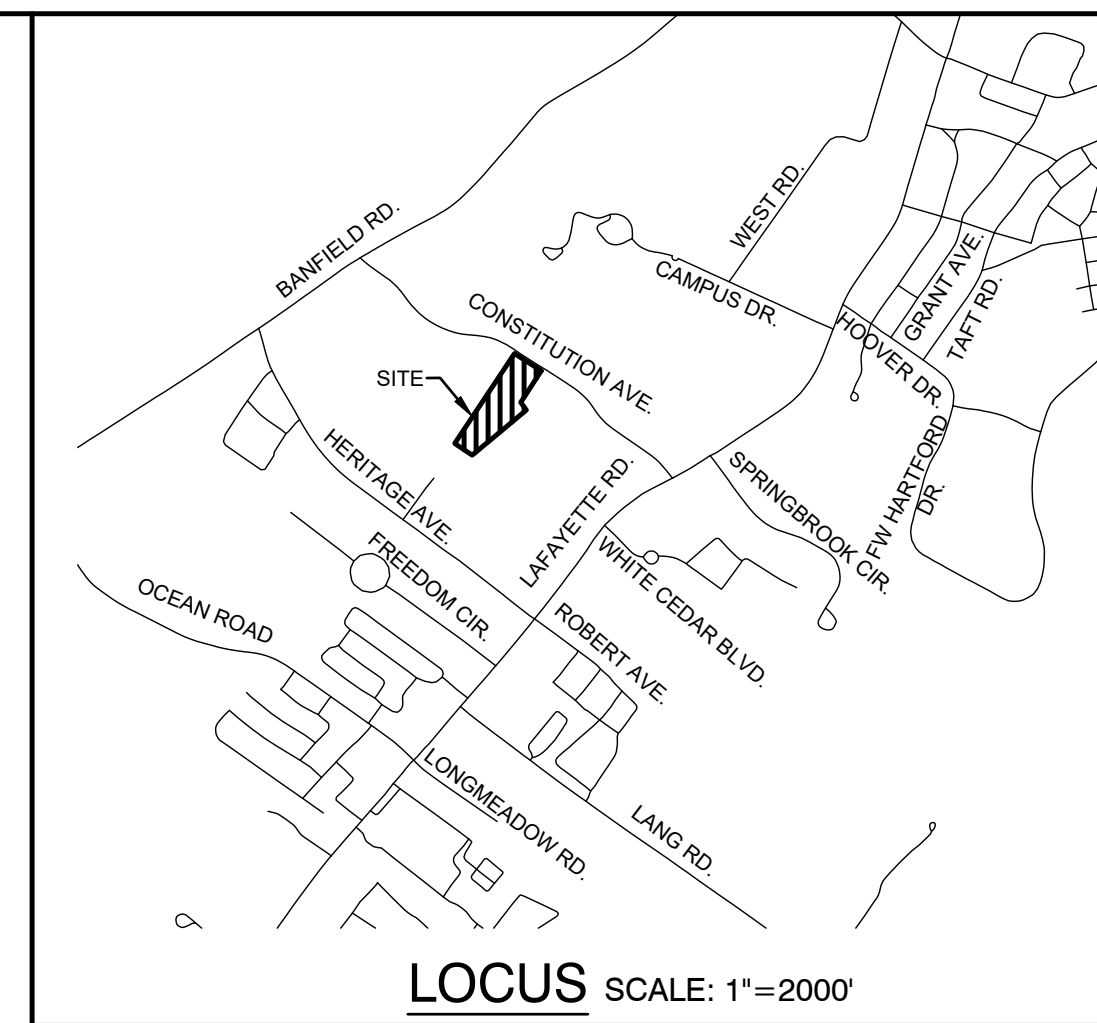 WEST RD.
BANFIELD RD.
CAMPUS DR.
GRANT AVE.
TAFT RD.
CONSTITUTION AVE.
HOOVER DR.
SITE
HERITAGE AVE.
LAFAYETTE RD.
SPRINGBROOK CIR.
FW HARTFORD
DR.
FREEDOM CIR.
WHITE CEDAR BLVD.
OCEAN ROAD
ROBERT AVE.
LONGMEADOW RD.
LANG RD.
LOCUS SCALE: 1"=2000'